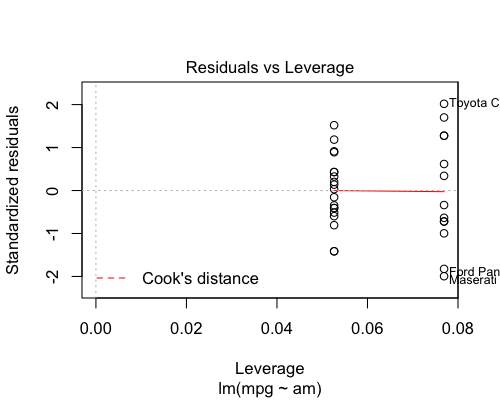 Residuals vs Leverage
Standardized residuals
2
1
0
-1
-2
Toyota C
Ford Pan
Maserati
Cook's distance
0.00 0.02 0.04 0.06 0.08
Leverage
lm(mpg ~ am)